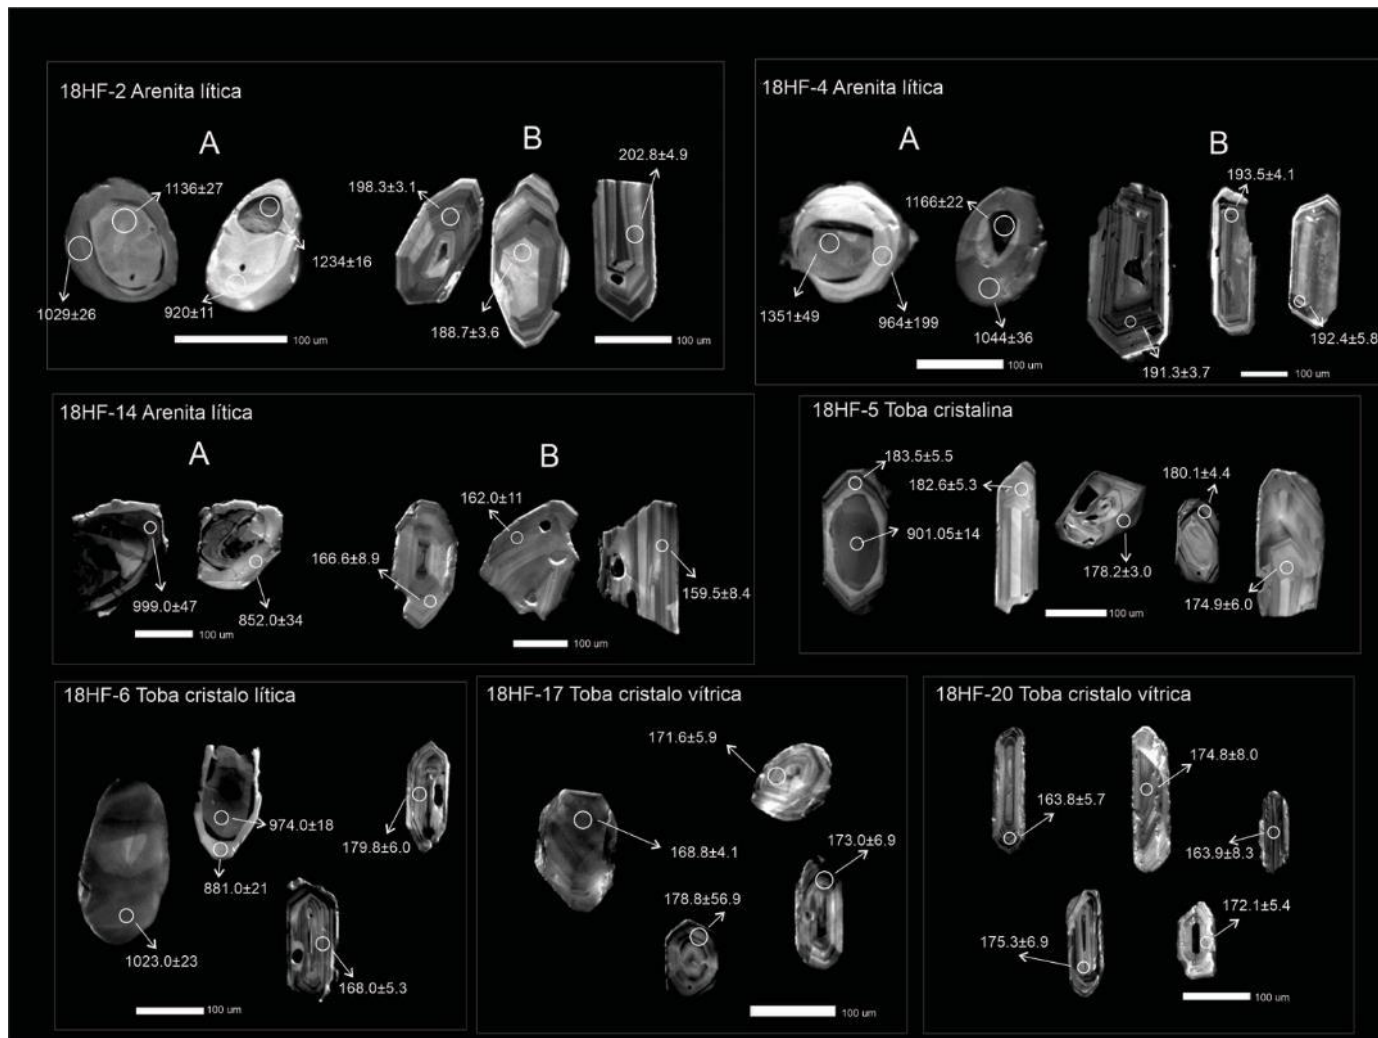 18HF-2 Arenita lítica
A
B
1136±27
1029±26
920±11
1234±16
100 um
198.3±3.1
188.7±3.6
202.8±4.9
100 um
18HF-4 Arenita lítica
A
B
1351±49
964±199
1166±22
1044±36
100 um
191.3±3.7
193.5±4.1
192.4±5.8
100 um
18HF-14 Arenita lítica
A
B
999.0±47
852.0±34
100 um
166.6±8.9
162.0±11
159.5±8.4
100 um
18HF-5 Toba cristalina
183.5±5.5
901.05±14
182.6±5.3
178.2±3.0
180.1±4.4
174.9±6.0
100 um
18HF-6 Toba cristalo lítica
1023.0±23
974.0±18
881.0±21
179.8±6.0
168.0±5.3
100 um
18HF-17 Toba cristalo vítrica
171.6±5.9
168.8±4.1
173.0±6.9
178.8±56.9
100 um
18HF-20 Toba cristalo vítrica
163.8±5.7
174.8±8.0
163.9±8.3
175.3±6.9
172.1±5.4
100 um